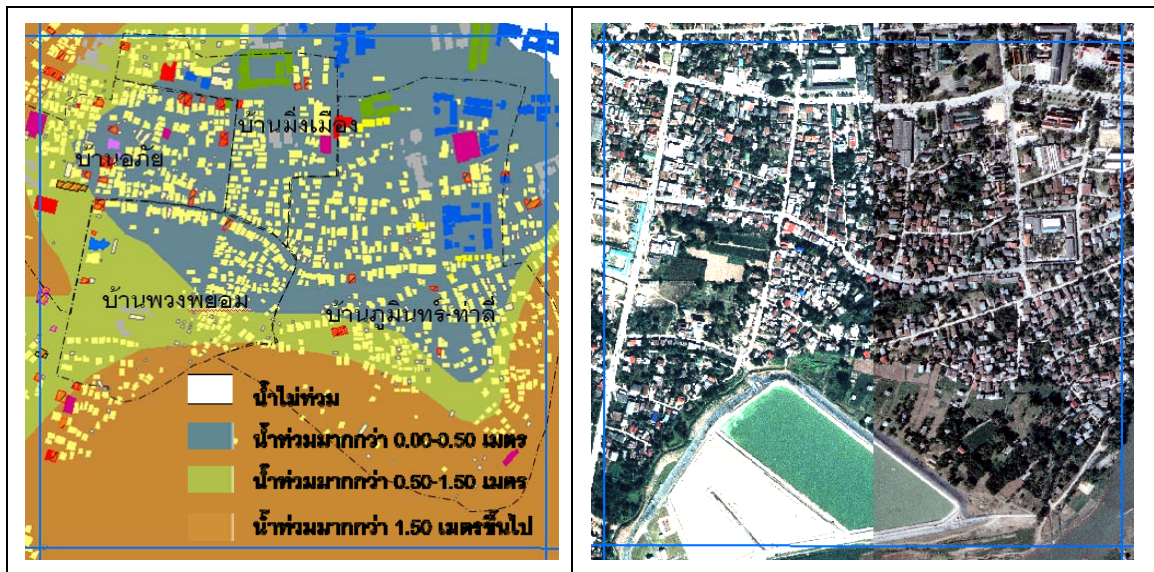 บ้านมิ่งเมือง
บ้านอภัย
บ้านพวงพยอม
บ้านภูมินทร์-ท่าลี่
น้ำไม่ท่วม
น้ำท่วมมากกว่า 0.00-0.50 เมตร
น้ำท่วมมากกว่า 0.50-1.50 เมตร
น้ำท่วมมากกว่า 1.50 เมตรขึ้นไป